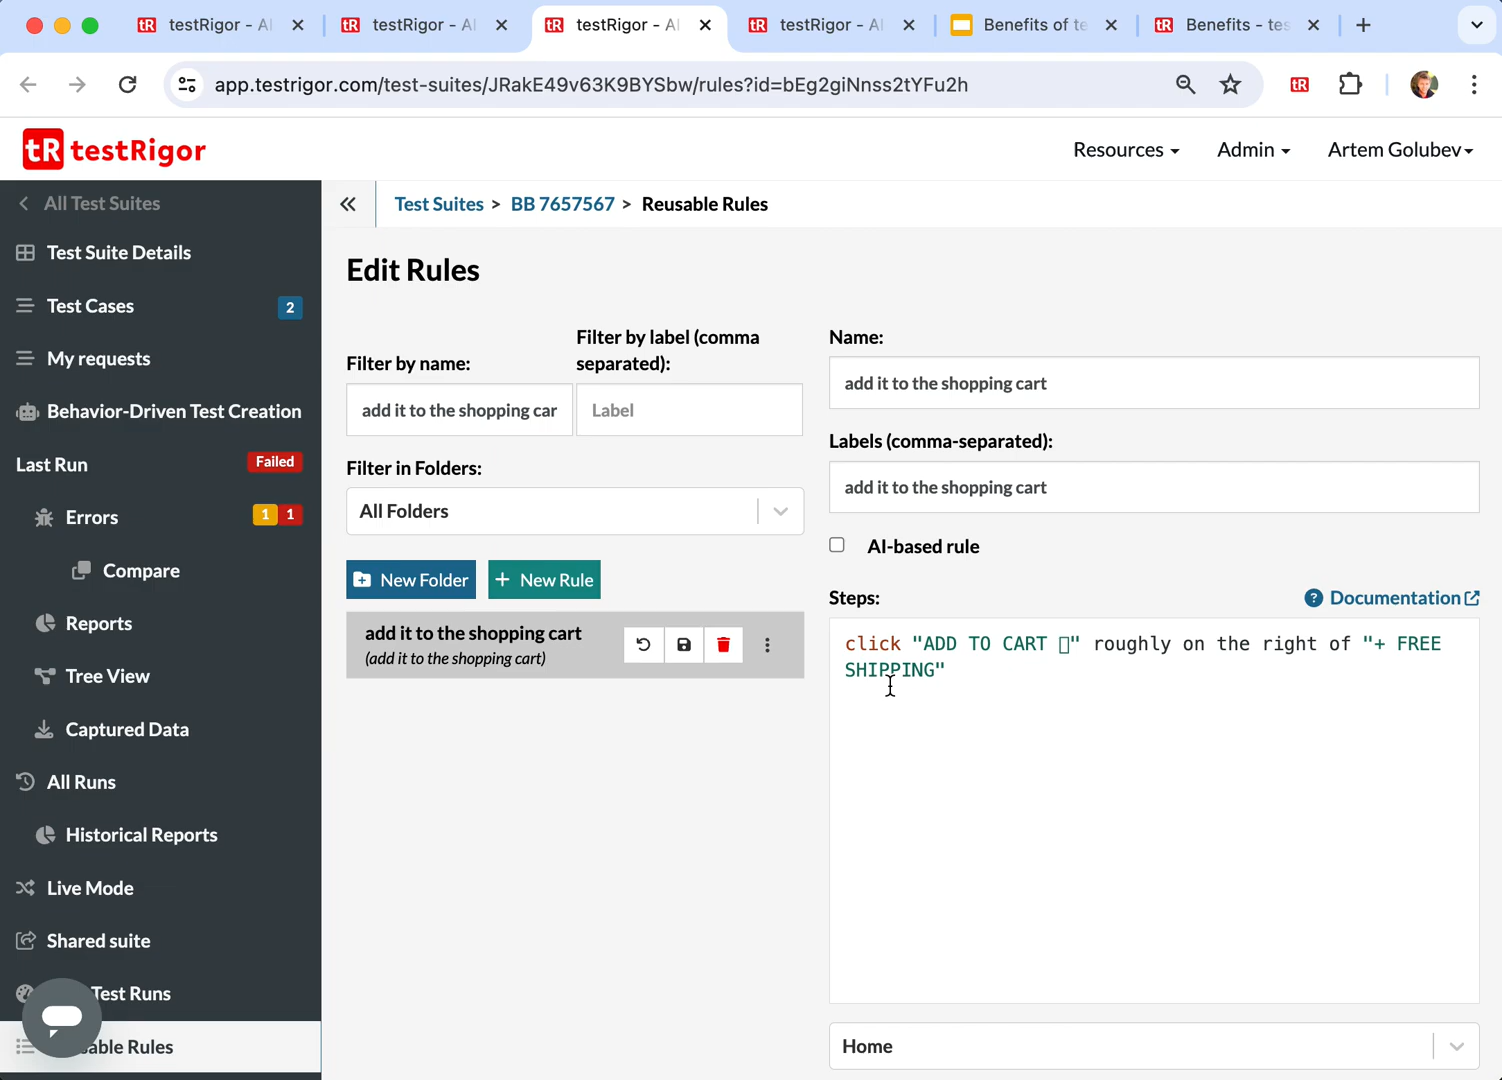 testRigor - AI
testRigor - AI
testRigor - AI
testRigor - AI
Benefits of te
Benefits - tes
app.testrigor.com/test-suites/JRakE49v63K9BYSbw/rules?id=bEg2giNnss2tYFu2h
tR
tR testRigor
Resources
Admin
Artem Golubev
All Test Suites
Test Suite Details
Test Cases 2
My requests
Behavior-Driven Test Creation
Last Run Failed
Errors 1 1
Compare
Reports
Tree View
Captured Data
All Runs
Historical Reports
Live Mode
Shared suite
Test Runs
sable Rules
Test Suites > BB 7657567 > Reusable Rules
Edit Rules
Filter by name:
Filter by label (comma
separated):
add it to the shopping car
Label
Filter in Folders:
All Folders
New Folder
+ New Rule
add it to the shopping cart
(add it to the shopping cart)
Name:
add it to the shopping cart
Labels (comma-separated):
add it to the shopping cart
AI-based rule
Steps:
Documentation
click "ADD TO CART " roughly on the right of "+ FREE
SHIPPING"
Home